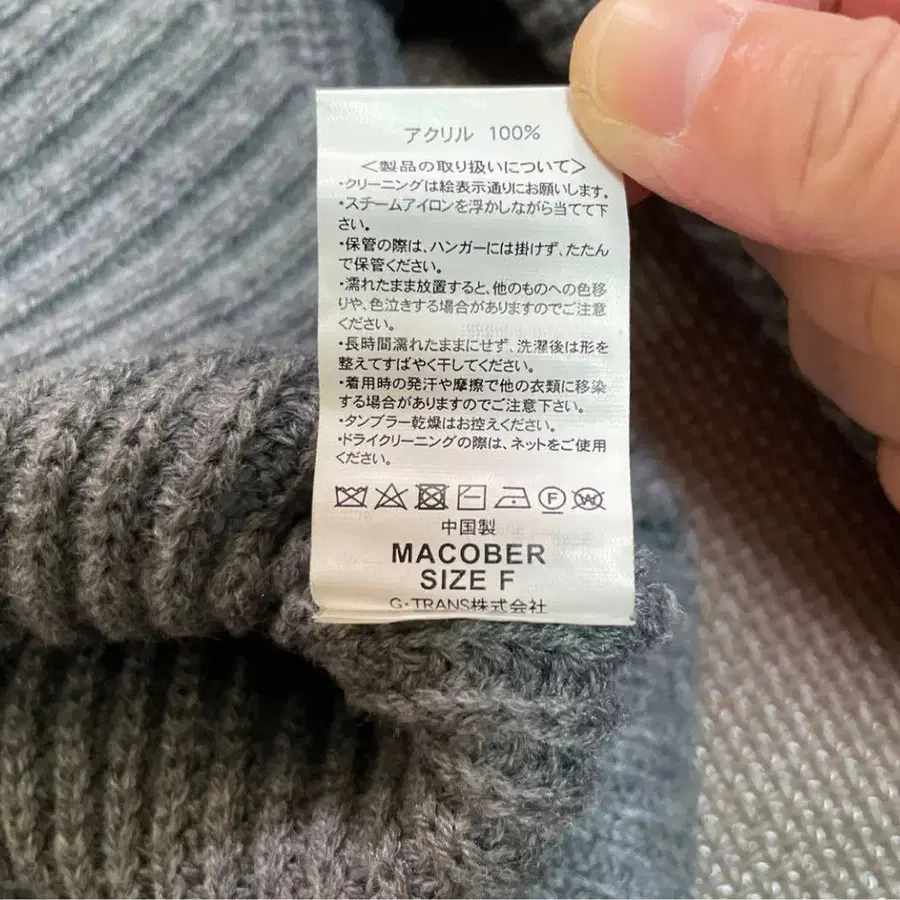 アクリル 100%
<製品の取り扱いについて>
・クリーニングは絵表示通りにお願いします。
・スチームアイロンを浮かしながら当てて下
さい。
・保管の際は、ハンガーには掛けず、たたん
で保管ください。
・濡れたまま放置すると、他のものへの色移
りや、色泣きする場合がありますのでご注意
ください。
・長時間濡れたままにせず、洗濯後は形を
整えてすばやく干してください。
・着用時の発汗や摩擦で他の衣類に移染
する場合がありますのでご注意下さい。
・タンブラー乾燥はお控えください。
・ドライクリーニングの際は、ネットをご使用
ください。
F W
中国製
MACOBER
SIZE F
G・TRANS株式会社